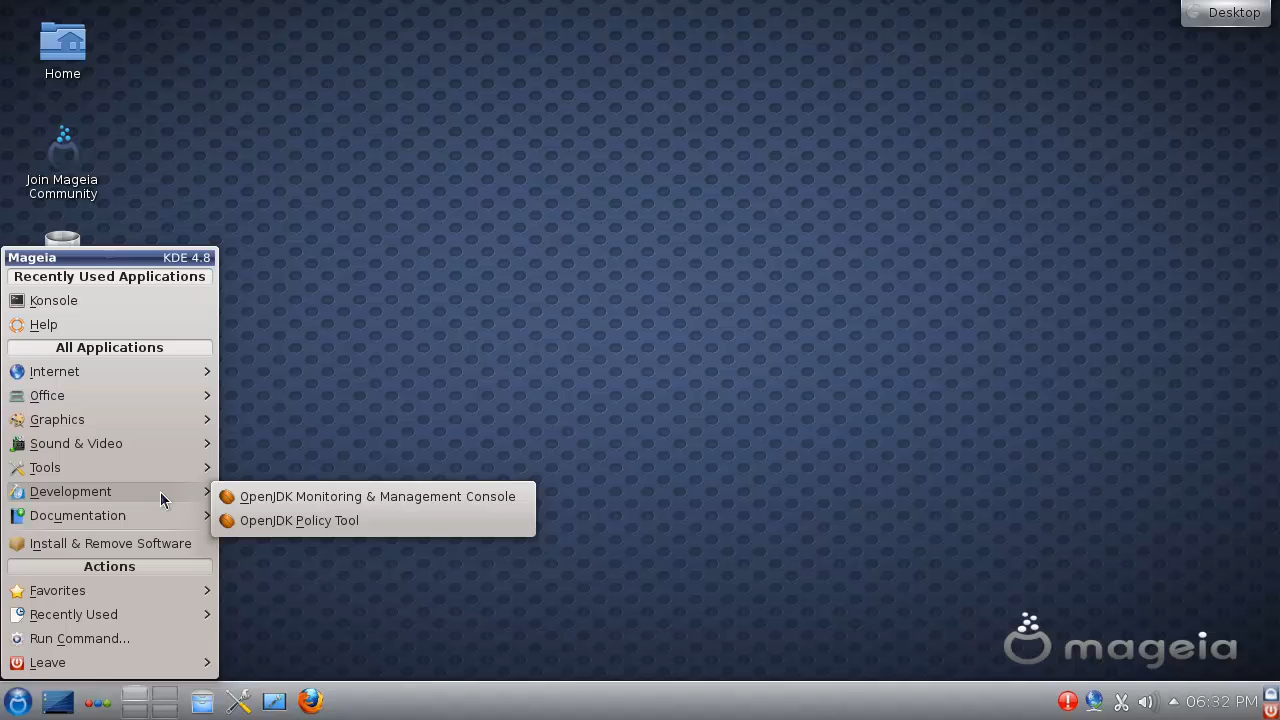 Desktop
Home
Join Mageia
Community
Mageia KDE 4.8
Recently Used Applications
Konsole
Help
All Applications
Internet
Office
Graphics
Sound & Video
Tools
Development
OpenJDK Monitoring & Management Console
OpenJDK Policy Tool
Documentation
Install & Remove Software
Actions
Favorites
Recently Used
Run Command...
Leave
mageia
06:32 PM